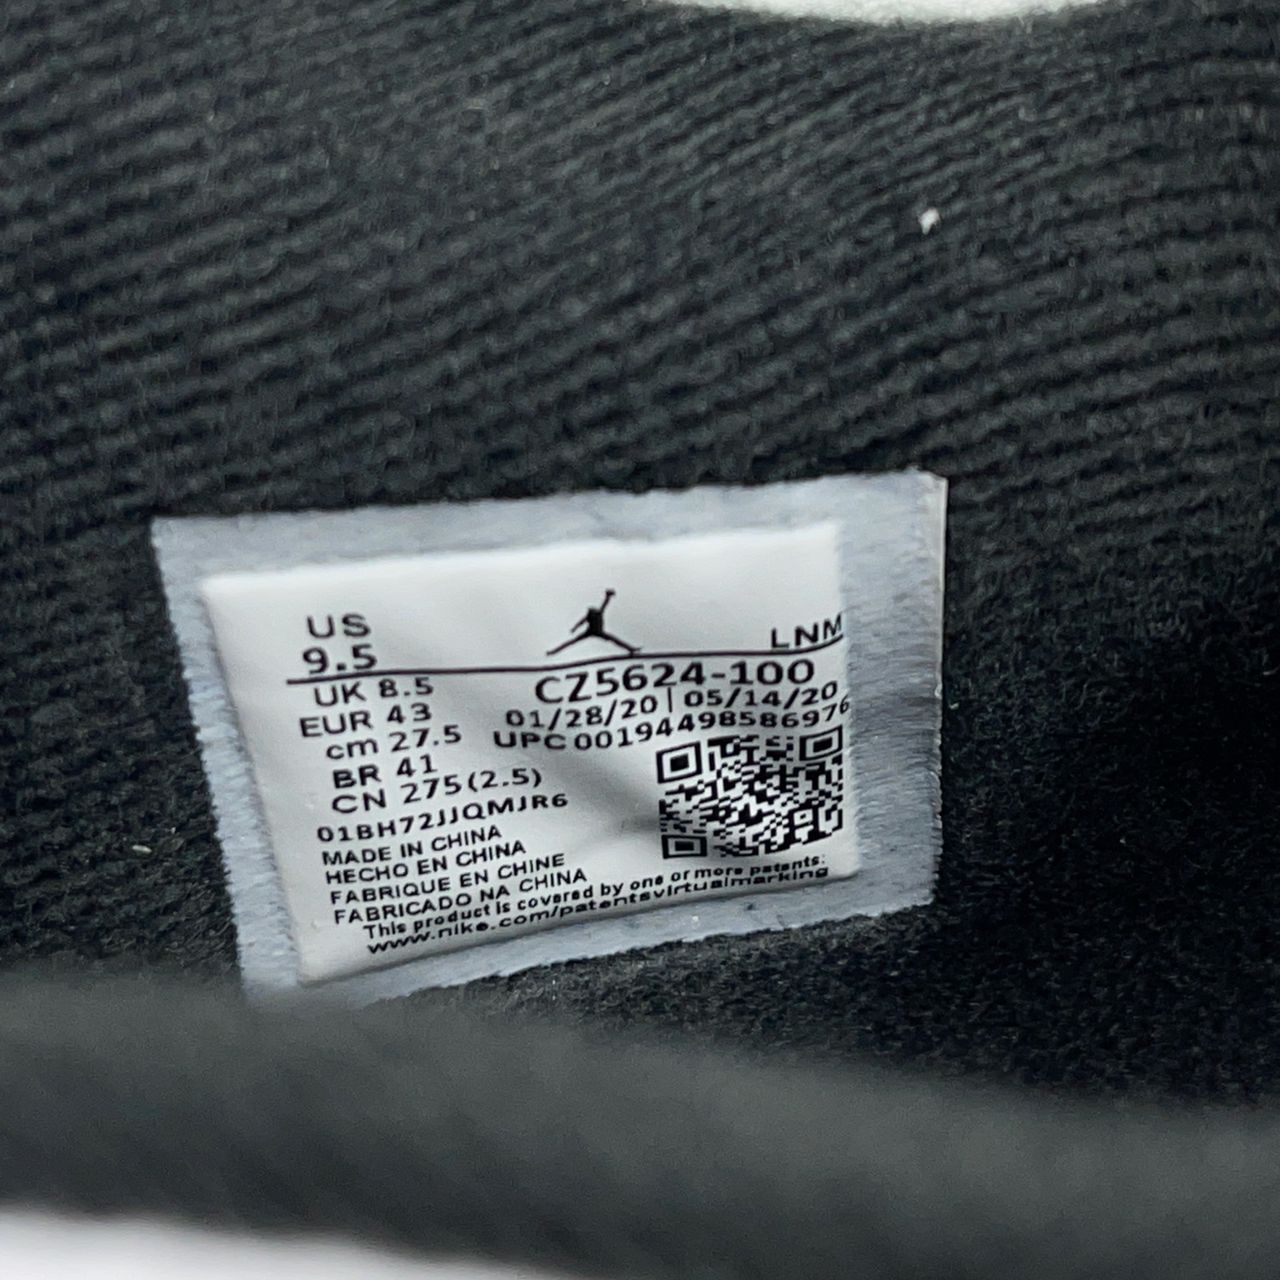 US
9.5
LNM
UK 8.5
CZ5624-100
EUR 43
01/28/20 | 05/14/20
cm 27.5
UPC 00194498586976
BR 41
CN 275(2.5)
01BH72JJQMJR6
MADE IN CHINA
HECHO EN CHINA
FABRIQUE EN CHINE
FABRICADO NA CHINA
This product is covered by one or more patents:
www.nike.com/patentsvirtualmarking